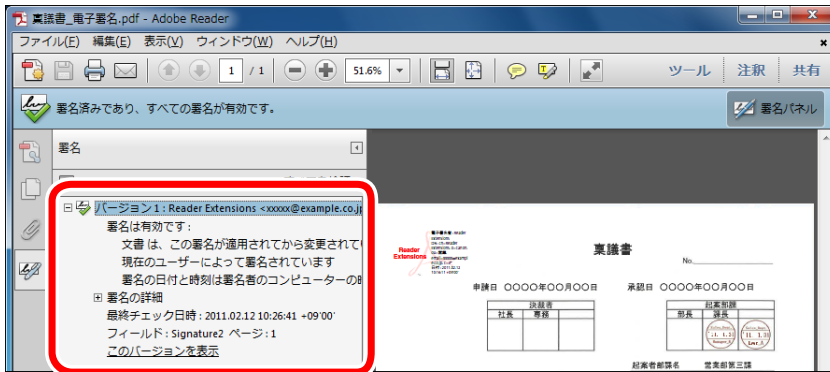 稟議書_電子署名.pdf - Adobe Reader
ファイル(F) 編集(E) 表示(V) ウィンドウ(W) ヘルプ(H)
1 / 1 51.6% ツール 注釈 共有
署名済みであり、すべての署名が有効です。 署名パネル
署名
バージョン 1 : Reader Extensions <xxxxx@example.co.jp
署名は有効です :
文書 は、この署名が適用されてから変更されてい
現在のユーザーによって署名されています
署名の日付と時刻は署名者のコンピューターの時
署名の詳細
最終チェック日時 : 2011.02.12 10:26:41 +09'00'
フィールド : Signature2 ページ : 1
このバージョンを表示
Reader
Extensions
稟議書
No.
申請日 ○○○○年○○月○○日 承認日 ○○○○年○○月○○日
決裁者 起案部課
社長 専務 部長 課長
起案者部課名 営業部第三課